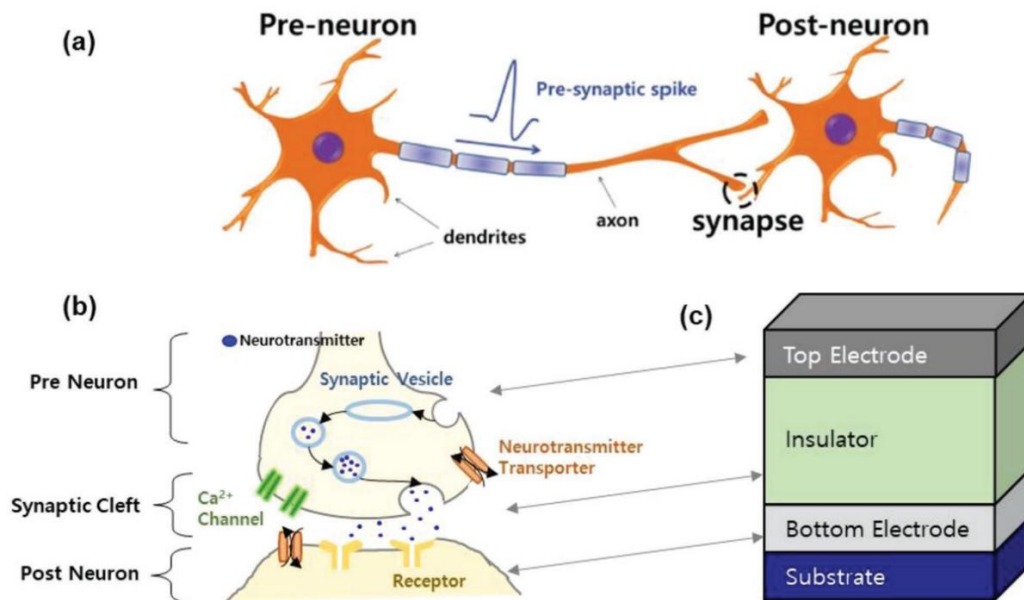 (a)
Pre-neuron
Post-neuron
Pre-synaptic spike
dendrites
axon
synapse
(b)
Neurotransmitter
Pre Neuron
Synaptic Vesicle
Neurotransmitter
Transporter
Synaptic Cleft
Ca²⁺
Channel
Post Neuron
Receptor
(c)
Top Electrode
Insulator
Bottom Electrode
Substrate